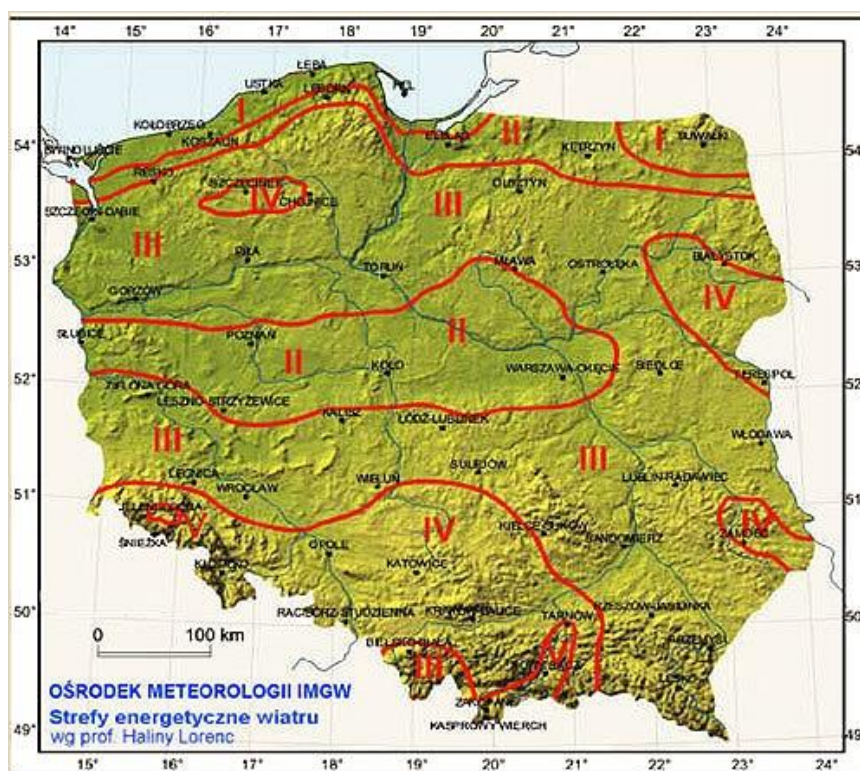 14° 15° 16° 17° 18° 19° 20° 21° 22° 23°
ŁEBA
USTKA
LĘBORK
HEL
I
KOŁOBRZEG
KOSZALIN
ELBLĄG
II
I
54°
KĘTRZYN
SUWAŁKI
54°
ŚWINOUJŚCIE
RESKO
SZCZECINEK
OLSZTYN
IV
CHOJNICE
III
SZCZECIN-DĄBIE
III
PIŁA
TORUŃ
MŁAWA
OSTROŁĘKA
BIAŁYSTOK
53°
53°
GORZÓW
IV
SŁUBICE
POZNAŃ
II
II
KOŁO
WARSZAWA-OKĘCIE
SIEDLCE
TERESPOL
52°
52°
ZIELONA GÓRA
LESZNO-STRZYŻEWICE
KALISZ
ŁÓDŹ-LUBLINEK
WŁODAWA
III
III
SULEJÓW
LEGNICA
WIELUŃ
LUBLIN-RADAWIEC
51°
WROCŁAW
51°
JELENIA GÓRA
V
IV
KIELCE-SUKÓW
IV
ZAMOŚĆ
ŚNIEŻKA
SANDOMIERZ
OPOLE
KŁODZKO
KATOWICE
50°
RACIBÓRZ-STUDZIENNA
KRAKÓW-BALICE
TARNÓW
RZESZÓW-JASIONKA
50°
0 100 km
BIELSKO-BIAŁA
PRZEMYŚL
III
V
NOWY SĄCZ
LESKO
OŚRODEK METEOROLOGII IMGW
ZAKOPANE
Strefy energetyczne wiatru
KASPROWY WIERCH
49°
wg prof. Haliny Lorenc
49°
15° 16° 17° 18° 19° 20° 21° 22° 23° 24°